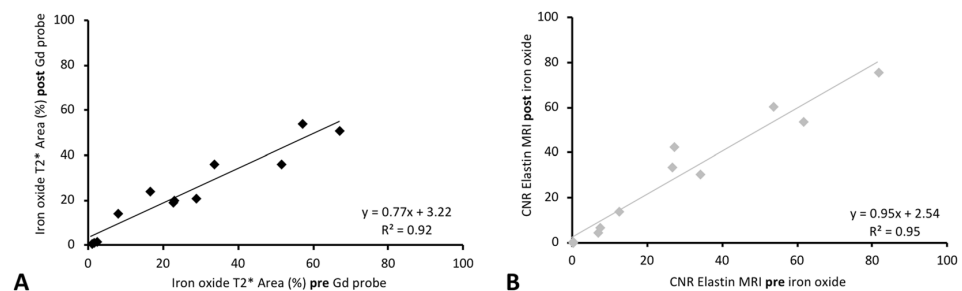 100
80
60
40
20
0
Iron oxide T2* Area (%) post Gd probe
y = 0.77x + 3.22
R² = 0.92
0 20 40 60 80 100
Iron oxide T2* Area (%) pre Gd probe
A
100
80
60
40
20
0
CNR Elastin MRI post iron oxide
y = 0.95x + 2.54
R² = 0.95
0 20 40 60 80 100
CNR Elastin MRI pre iron oxide
B